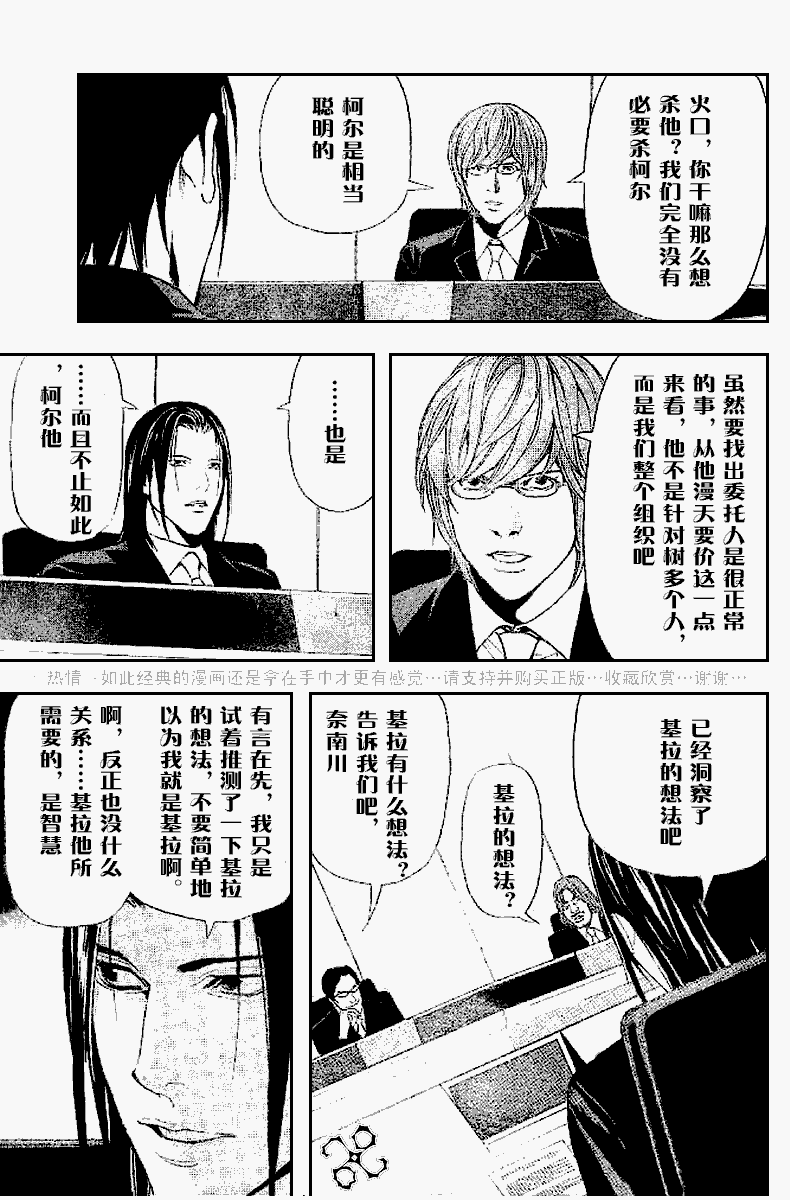 火口，你干嘛那么想
杀他？我们完全没有
必要杀柯尔
柯尔是相当
聪明的
虽然要找出委托人是很正常
的事，从他漫天要价这一点
来看，他不是针对树多个人，
而是我们整个组织吧
……也是
……而且不止如此
，柯尔他
热情·如此经典的漫画还是拿在手中才更有感觉…请支持并购买正版…收藏欣赏…谢谢…
已经洞察了
基拉的想法吧
基拉的想法？
基拉有什么想法？
告诉我们吧，
奈南川
有言在先，我只是
试着推测了一下基拉
的想法，不要简单地
以为我就是基拉啊。
啊，反正也没什么
关系……基拉他所
需要的，是智慧